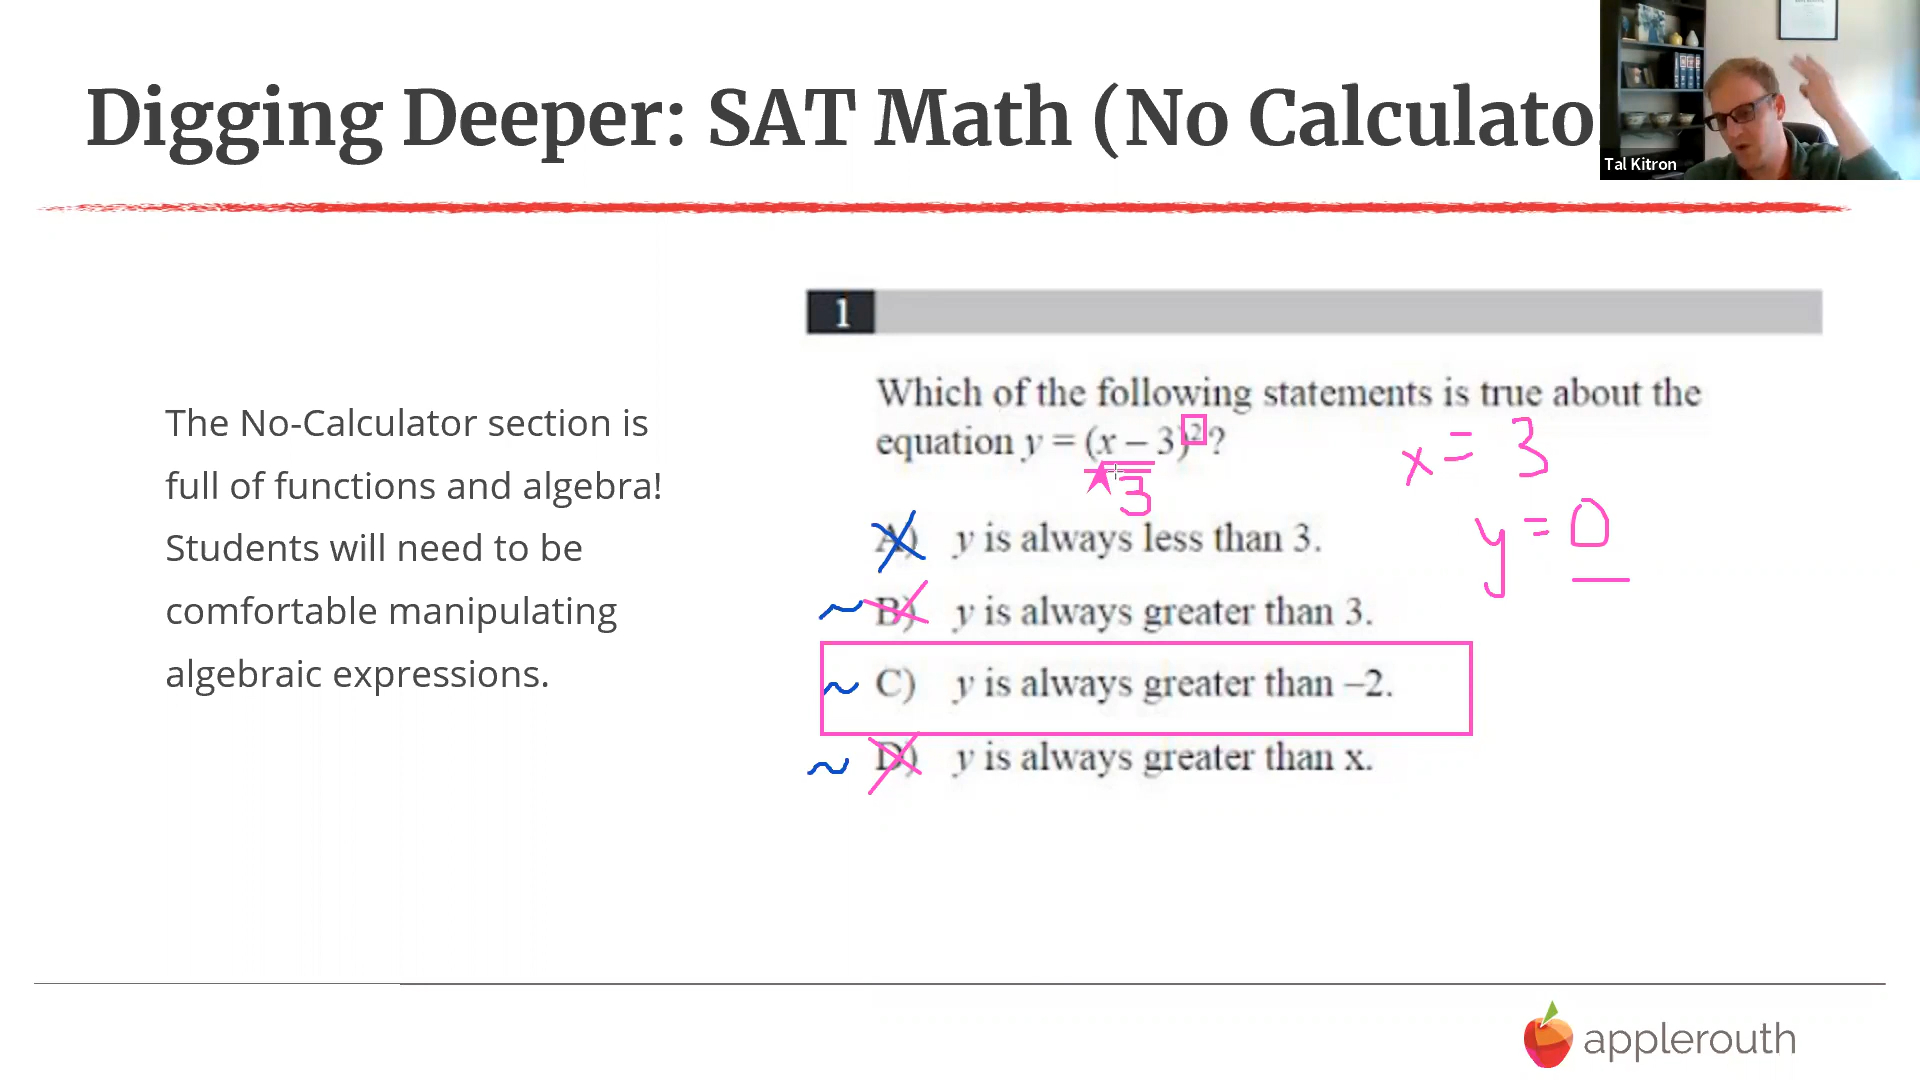 Digging Deeper: SAT Math (No Calculato
Tal Kitron
The No-Calculator section is
full of functions and algebra!
Students will need to be
comfortable manipulating
algebraic expressions.
1
Which of the following statements is true about the
equation y = (x – 3)²?
3
x = 3
y = 0
A) y is always less than 3.
~ B) y is always greater than 3.
~ C) y is always greater than –2.
~ D) y is always greater than x.
applerouth